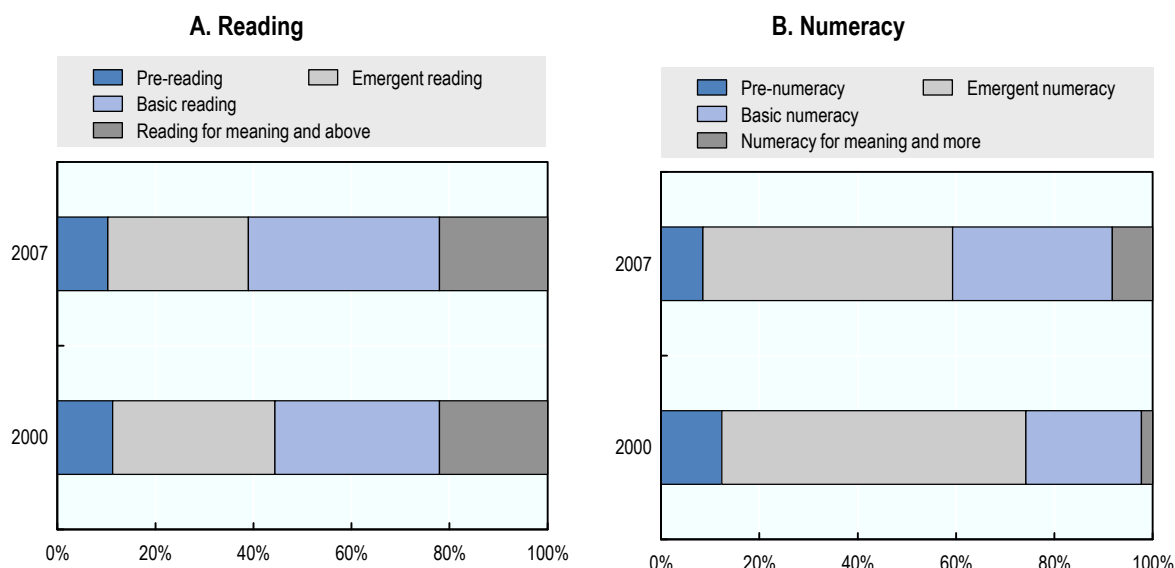 A. Reading
Pre-reading
Emergent reading
Basic reading
Reading for meaning and above
2007
2000
0%
20%
40%
60%
80%
100%
B. Numeracy
Pre-numeracy
Emergent numeracy
Basic numeracy
Numeracy for meaning and more
2007
2000
0%
20%
40%
60%
80%
100%